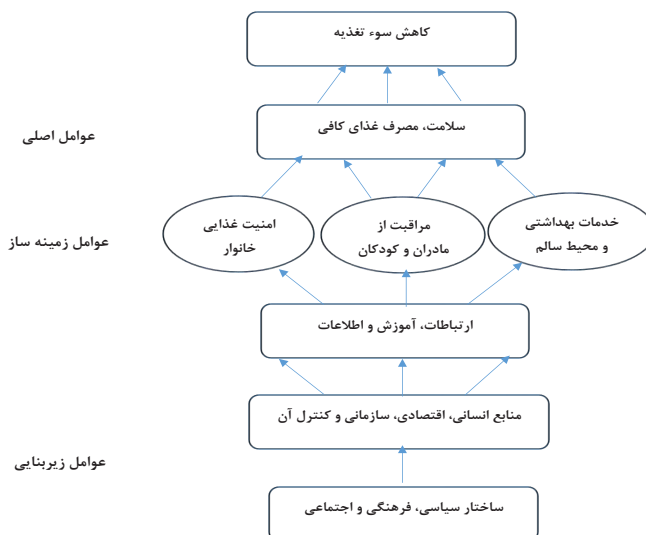 کاهش سوء تغذیه
عوامل اصلی
سلامت، مصرف غذای کافی
عوامل زمینه ساز
امنیت غذایی
خانوار
مراقبت از
مادران و کودکان
خدمات بهداشتی
و محیط سالم
ارتباطات، آموزش و اطلاعات
منابع انسانی، اقتصادی، سازمانی و کنترل آن
عوامل زیربنایی
ساختار سیاسی، فرهنگی و اجتماعی